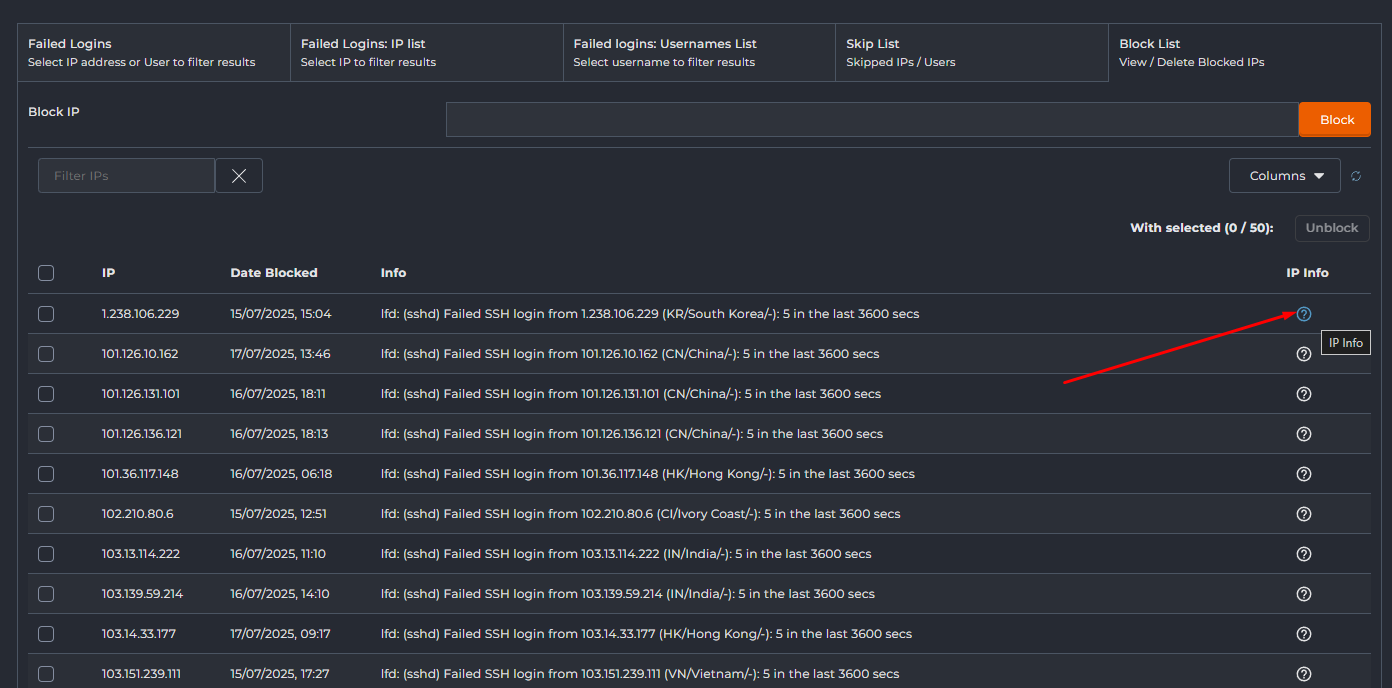 Failed Logins
Select IP address or User to filter results
Failed Logins: IP list
Select IP to filter results
Failed logins: Usernames List
Select username to filter results
Skip List
Skipped IPs / Users
Block List
View / Delete Blocked IPs
Block IP
Block
Filter IPs
Columns
With selected (0 / 50):
Unblock
IP Date Blocked Info IP Info
1.238.106.229 15/07/2025, 15:04 lfd: (sshd) Failed SSH login from 1.238.106.229 (KR/South Korea/-): 5 in the last 3600 secs
IP Info
101.126.10.162 17/07/2025, 13:46 lfd: (sshd) Failed SSH login from 101.126.10.162 (CN/China/-): 5 in the last 3600 secs
101.126.131.101 16/07/2025, 18:11 lfd: (sshd) Failed SSH login from 101.126.131.101 (CN/China/-): 5 in the last 3600 secs
101.126.136.121 16/07/2025, 18:13 lfd: (sshd) Failed SSH login from 101.126.136.121 (CN/China/-): 5 in the last 3600 secs
101.36.117.148 16/07/2025, 06:18 lfd: (sshd) Failed SSH login from 101.36.117.148 (HK/Hong Kong/-): 5 in the last 3600 secs
102.210.80.6 15/07/2025, 12:51 lfd: (sshd) Failed SSH login from 102.210.80.6 (CI/Ivory Coast/-): 5 in the last 3600 secs
103.13.114.222 16/07/2025, 11:10 lfd: (sshd) Failed SSH login from 103.13.114.222 (IN/India/-): 5 in the last 3600 secs
103.139.59.214 16/07/2025, 14:10 lfd: (sshd) Failed SSH login from 103.139.59.214 (IN/India/-): 5 in the last 3600 secs
103.14.33.177 17/07/2025, 09:17 lfd: (sshd) Failed SSH login from 103.14.33.177 (HK/Hong Kong/-): 5 in the last 3600 secs
103.151.239.111 15/07/2025, 17:27 lfd: (sshd) Failed SSH login from 103.151.239.111 (VN/Vietnam/-): 5 in the last 3600 secs